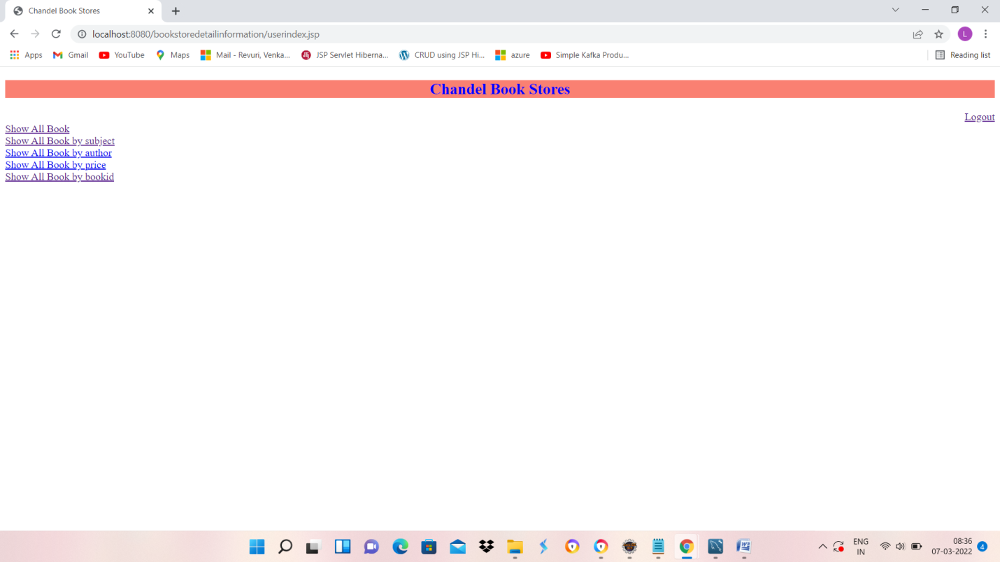 Chandel Book Stores
localhost:8080/bookstoredetailinformation/userindex.jsp
L
Apps Gmail YouTube Maps Mail - Revuri, Venka... JSP Servlet Hiberna... CRUD using JSP Hi... azure Simple Kafka Produ... Reading list
Chandel Book Stores
Logout
Show All Book
Show All Book by subject
Show All Book by author
Show All Book by price
Show All Book by bookid
ENG 08:36
IN 07-03-2022 4